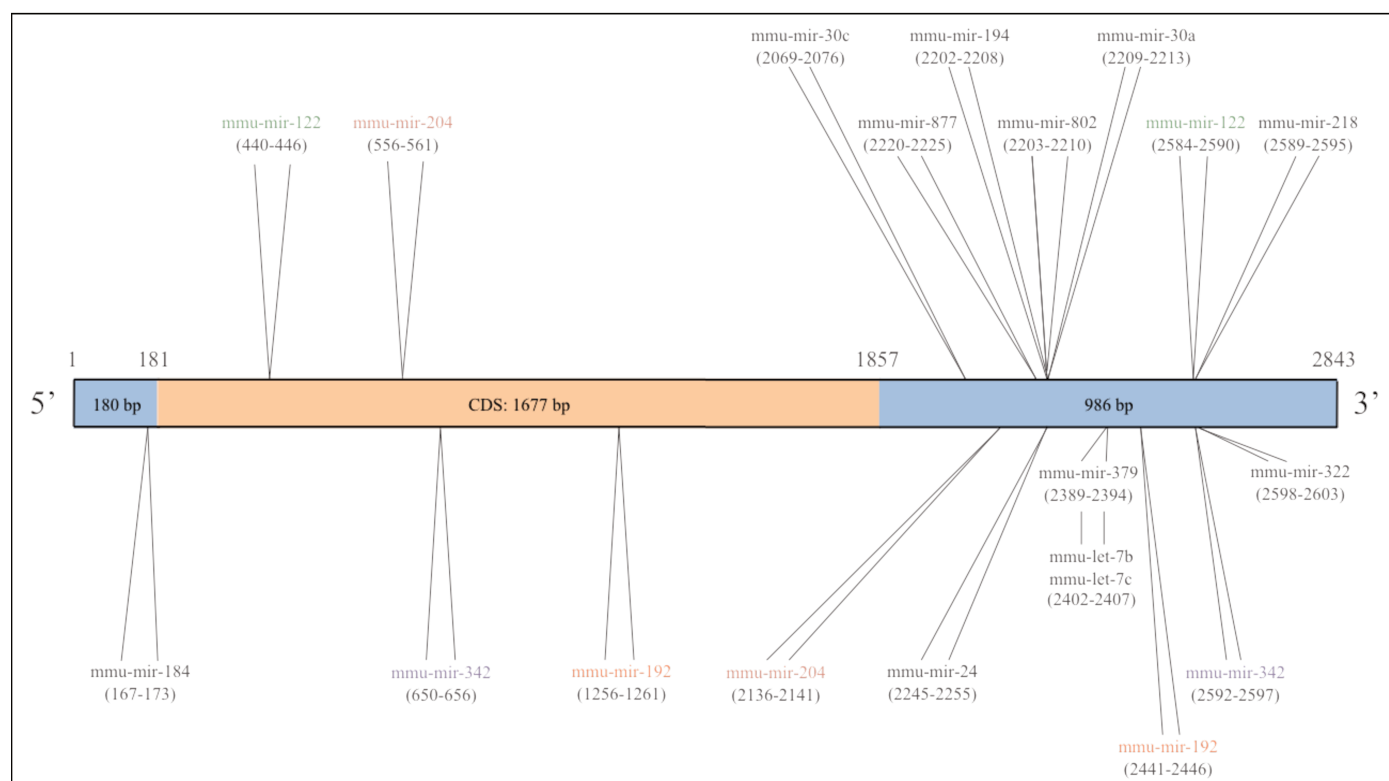 mmu-mir-30c
(2069-2076)
mmu-mir-194
(2202-2208)
mmu-mir-30a
(2209-2213)
mmu-mir-122
(440-446)
mmu-mir-204
(556-561)
mmu-mir-877
(2220-2225)
mmu-mir-802
(2203-2210)
mmu-mir-122
(2584-2590)
mmu-mir-218
(2589-2595)
1
181
1857
2843
5’
180 bp
CDS: 1677 bp
986 bp
3’
mmu-mir-379
(2389-2394)
mmu-mir-322
(2598-2603)
mmu-let-7b
mmu-let-7c
(2402-2407)
mmu-mir-184
(167-173)
mmu-mir-342
(650-656)
mmu-mir-192
(1256-1261)
mmu-mir-204
(2136-2141)
mmu-mir-24
(2245-2255)
mmu-mir-342
(2592-2597)
mmu-mir-192
(2441-2446)